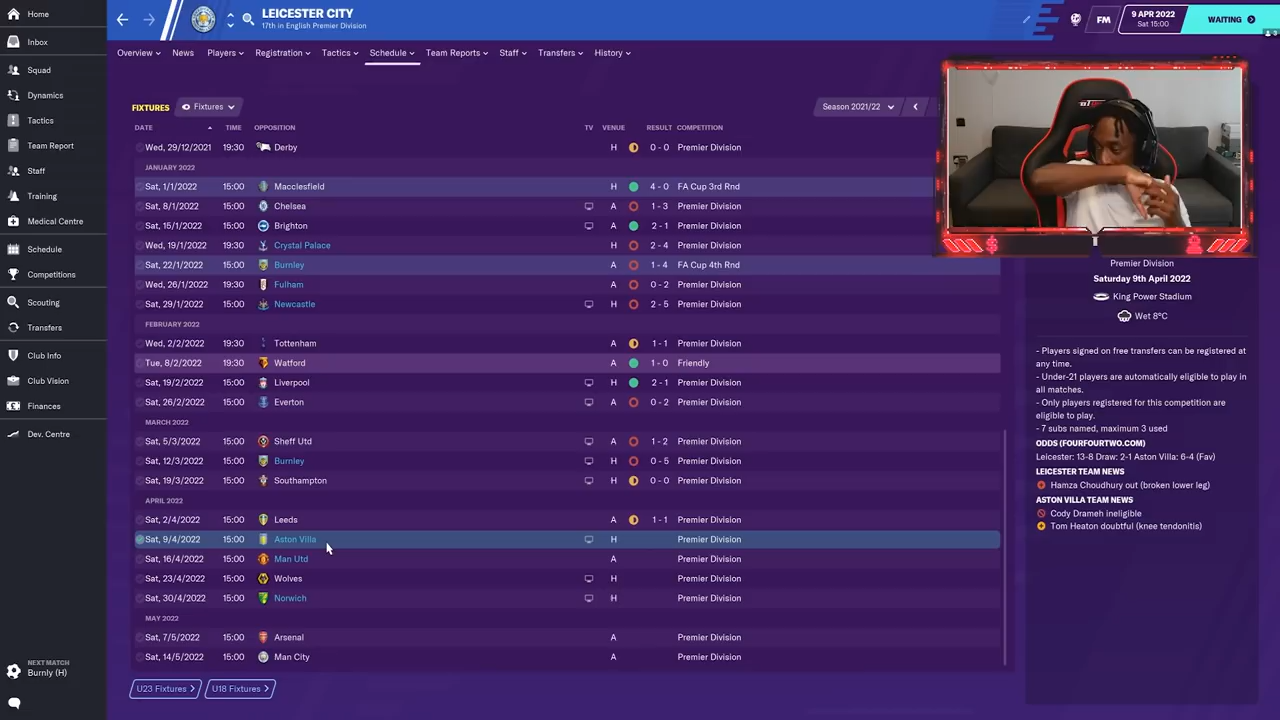 Home
Inbox
Squad
Dynamics
Tactics
Team Report
Staff
Training
Medical Centre
Schedule
Competitions
Scouting
Transfers
Club Info
Club Vision
Finances
Dev. Centre
NEXT MATCH
Burnly (H)
LEICESTER CITY
17th in English Premier Division
FM
9 APR 2022
Sat 15:00
WAITING
3
Overview
News
Players
Registration
Tactics
Schedule
Team Reports
Staff
Transfers
History
FIXTURES
Fixtures
Season 2021/22
DATE TIME OPPOSITION TV VENUE RESULT COMPETITION
Wed, 29/12/2021 19:30 Derby H 0 - 0 Premier Division
JANUARY 2022
Sat, 1/1/2022 15:00 Macclesfield H 4 - 0 FA Cup 3rd Rnd
Sat, 8/1/2022 15:00 Chelsea A 1 - 3 Premier Division
Sat, 15/1/2022 15:00 Brighton A 2 - 1 Premier Division
Wed, 19/1/2022 19:30 Crystal Palace H 2 - 4 Premier Division
Sat, 22/1/2022 15:00 Burnley A 1 - 4 FA Cup 4th Rnd
Wed, 26/1/2022 19:30 Fulham A 0 - 2 Premier Division
Sat, 29/1/2022 15:00 Newcastle H 2 - 5 Premier Division
FEBRUARY 2022
Wed, 2/2/2022 19:30 Tottenham A 1 - 1 Premier Division
Tue, 8/2/2022 19:30 Watford A 1 - 0 Friendly
Sat, 19/2/2022 15:00 Liverpool H 2 - 1 Premier Division
Sat, 26/2/2022 15:00 Everton A 0 - 2 Premier Division
MARCH 2022
Sat, 5/3/2022 15:00 Sheff Utd A 1 - 2 Premier Division
Sat, 12/3/2022 15:00 Burnley H 0 - 5 Premier Division
Sat, 19/3/2022 15:00 Southampton H 0 - 0 Premier Division
APRIL 2022
Sat, 2/4/2022 15:00 Leeds A 1 - 1 Premier Division
Sat, 9/4/2022 15:00 Aston Villa H Premier Division
Sat, 16/4/2022 15:00 Man Utd A Premier Division
Sat, 23/4/2022 15:00 Wolves H Premier Division
Sat, 30/4/2022 15:00 Norwich H Premier Division
MAY 2022
Sat, 7/5/2022 15:00 Arsenal A Premier Division
Sat, 14/5/2022 15:00 Man City A Premier Division
U23 Fixtures
U18 Fixtures
Premier Division
Saturday 9th April 2022
King Power Stadium
Wet 8°C
- Players signed on free transfers can be registered at
any time.
- Under-21 players are automatically eligible to play in
all matches.
- Only players registered for this competition are
eligible to play.
- 7 subs named, maximum 3 used
ODDS (FOURFOURTWO.COM)
Leicester: 13-8 Draw: 2-1 Aston Villa: 6-4 (Fav)
LEICESTER TEAM NEWS
Hamza Choudhury out (broken lower leg)
ASTON VILLA TEAM NEWS
Cody Drameh ineligible
Tom Heaton doubtful (knee tendonitis)